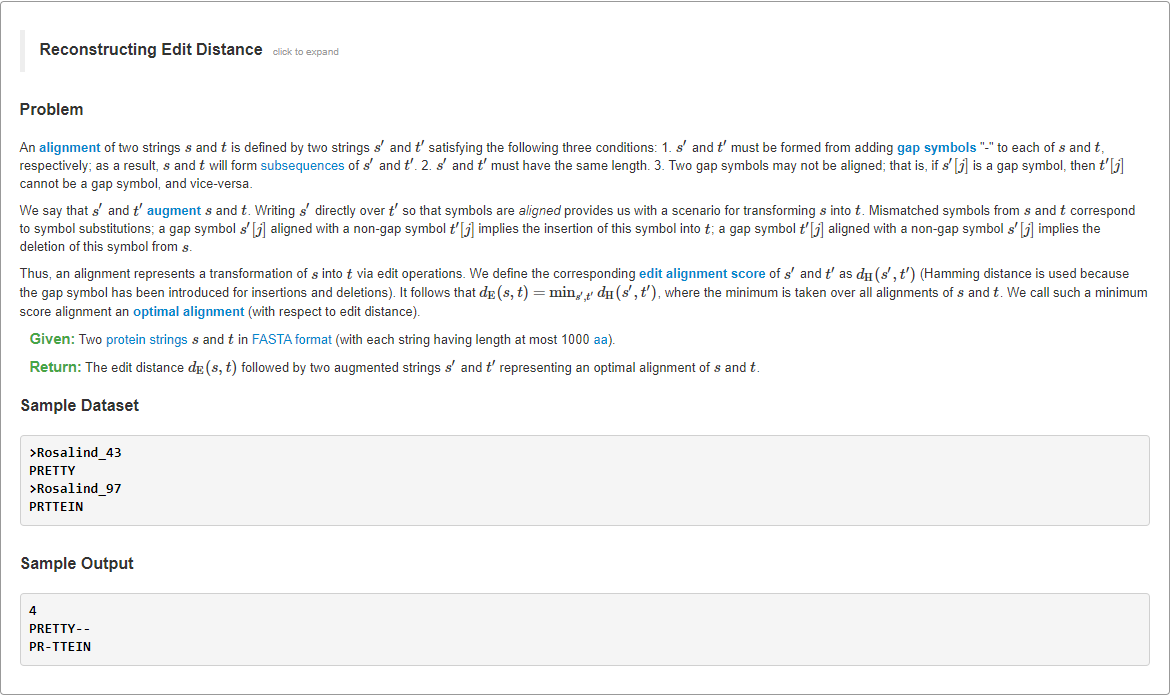 Reconstructing Edit Distance click to expand
Problem
An alignment of two strings s and t is defined by two strings s′ and t′ satisfying the following three conditions: 1. s′ and t′ must be formed from adding gap symbols "-" to each of s and t,
respectively; as a result, s and t will form subsequences of s′ and t′. 2. s′ and t′ must have the same length. 3. Two gap symbols may not be aligned; that is, if s′[j] is a gap symbol, then t′[j]
cannot be a gap symbol, and vice-versa.
We say that s′ and t′ augment s and t. Writing s′ directly over t′ so that symbols are aligned provides us with a scenario for transforming s into t. Mismatched symbols from s and t correspond
to symbol substitutions; a gap symbol s′[j] aligned with a non-gap symbol t′[j] implies the insertion of this symbol into t; a gap symbol t′[j] aligned with a non-gap symbol s′[j] implies the
deletion of this symbol from s.
Thus, an alignment represents a transformation of s into t via edit operations. We define the corresponding edit alignment score of s′ and t′ as d_H(s′, t′) (Hamming distance is used because
the gap symbol has been introduced for insertions and deletions). It follows that d_E(s, t) = min_{s′,t′} d_H(s′, t′), where the minimum is taken over all alignments of s and t. We call such a minimum
score alignment an optimal alignment (with respect to edit distance).
Given: Two protein strings s and t in FASTA format (with each string having length at most 1000 aa).
Return: The edit distance d_E(s, t) followed by two augmented strings s′ and t′ representing an optimal alignment of s and t.
Sample Dataset
>Rosalind_43
PRETTY
>Rosalind_97
PRTTEIN
Sample Output
4
PRETTY--
PR-TTEIN